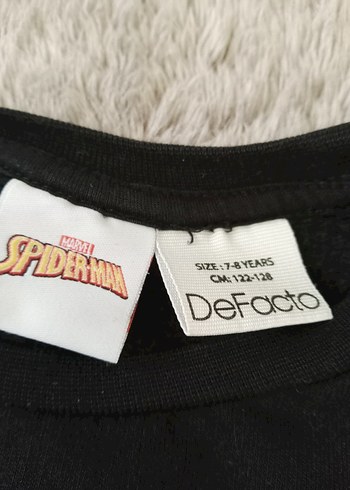 MARVEL
SPIDER-MAN
SIZE: 7-8 YEARS
CM: 122-128
DeFacto